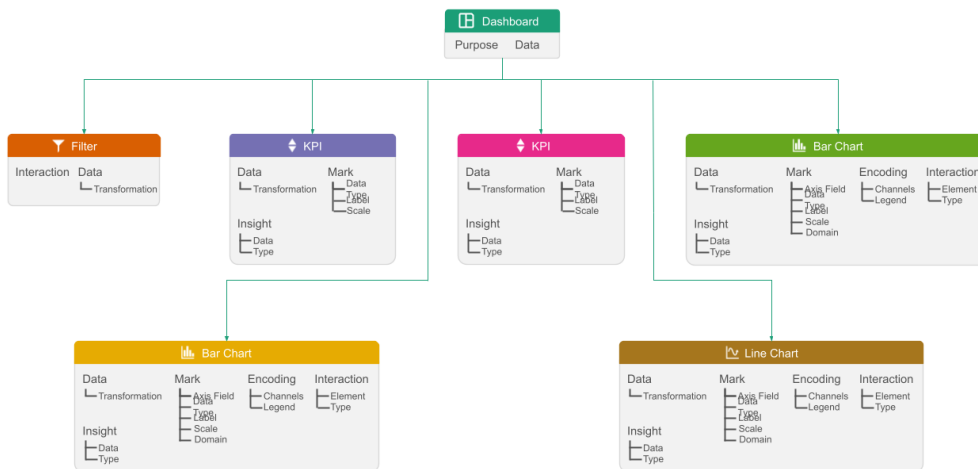 Dashboard
Purpose Data
Filter
Interaction Data
Transformation
KPI
Data Mark
Transformation Data Type
Label
Scale
Insight
Data
Type
KPI
Data Mark
Transformation Data Type
Label
Scale
Insight
Data
Type
Bar Chart
Data Mark Encoding Interaction
Transformation Axis Field Channels Element
Data Type Legend Type
Label
Scale
Domain
Insight
Data
Type
Bar Chart
Data Mark Encoding Interaction
Transformation Axis Field Channels Element
Data Type Legend Type
Label
Scale
Domain
Insight
Data
Type
Line Chart
Data Mark Encoding Interaction
Transformation Axis Field Channels Element
Data Type Legend Type
Label
Scale
Domain
Insight
Data
Type